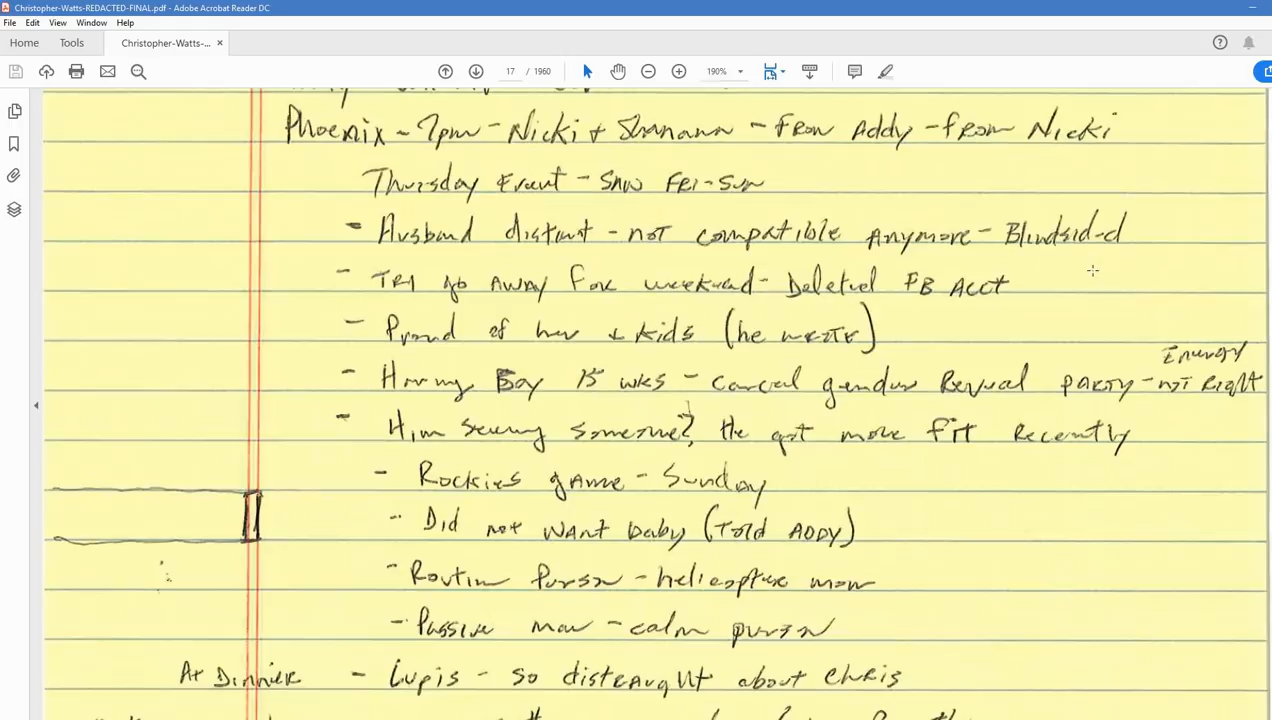 Christopher-Watts-REDACTED-FINAL.pdf - Adobe Acrobat Reader DC
File Edit View Window Help
Home Tools Christopher-Watts-... ×
17 / 1960 190%
Phoenix - 7pm - Nicki + Shanann - From Addy - from Nicki
Thursday Event - SAW FRI-SUN
- Husband distant - not compatible Anymore - Blindsided
- TRY go AWAY for weekend - Deleted FB Acct
- Proud of her + kids (he wrote)
Energy
- Having Boy 15 wks - cancel gender Reveal party - not Right
- Him seeing someone? He got more fit recently
- Rockies game - Sunday
- Did not want baby (Told ADDY)
- Routin Person - helicopter mom
- Passive man - calm person
At Dinner - Lupis - so distraught about chris